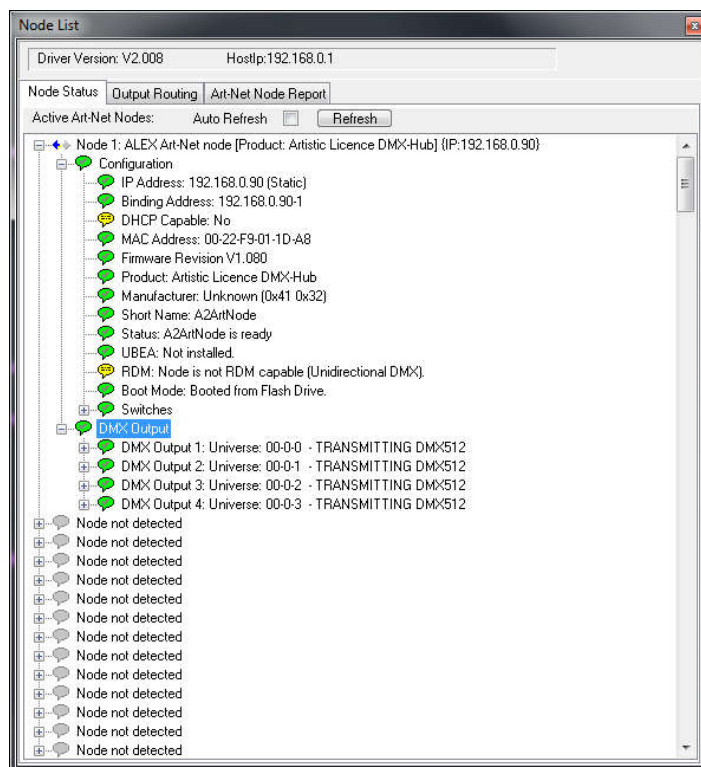 Node List
Driver Version: V2.008 HostIp:192.168.0.1
Node Status Output Routing Art-Net Node Report
Active Art-Net Nodes: Auto Refresh Refresh
Node 1: ALEX Art-Net node [Product: Artistic Licence DMX-Hub] {IP:192.168.0.90}
Configuration
IP Address: 192.168.0.90 (Static)
Binding Address: 192.168.0.90-1
DHCP Capable: No
MAC Address: 00-22-F9-01-1D-A8
Firmware Revision V1.080
Product: Artistic Licence DMX-Hub
Manufacturer: Unknown (0x41 0x32)
Short Name: A2ArtNode
Status: A2ArtNode is ready
UBEA: Not installed.
RDM: Node is not RDM capable (Unidirectional DMX).
Boot Mode: Booted from Flash Drive.
Switches
DMX Output
DMX Output 1: Universe: 00-0-0 - TRANSMITTING DMX512
DMX Output 2: Universe: 00-0-1 - TRANSMITTING DMX512
DMX Output 3: Universe: 00-0-2 - TRANSMITTING DMX512
DMX Output 4: Universe: 00-0-3 - TRANSMITTING DMX512
Node not detected
Node not detected
Node not detected
Node not detected
Node not detected
Node not detected
Node not detected
Node not detected
Node not detected
Node not detected
Node not detected
Node not detected
Node not detected